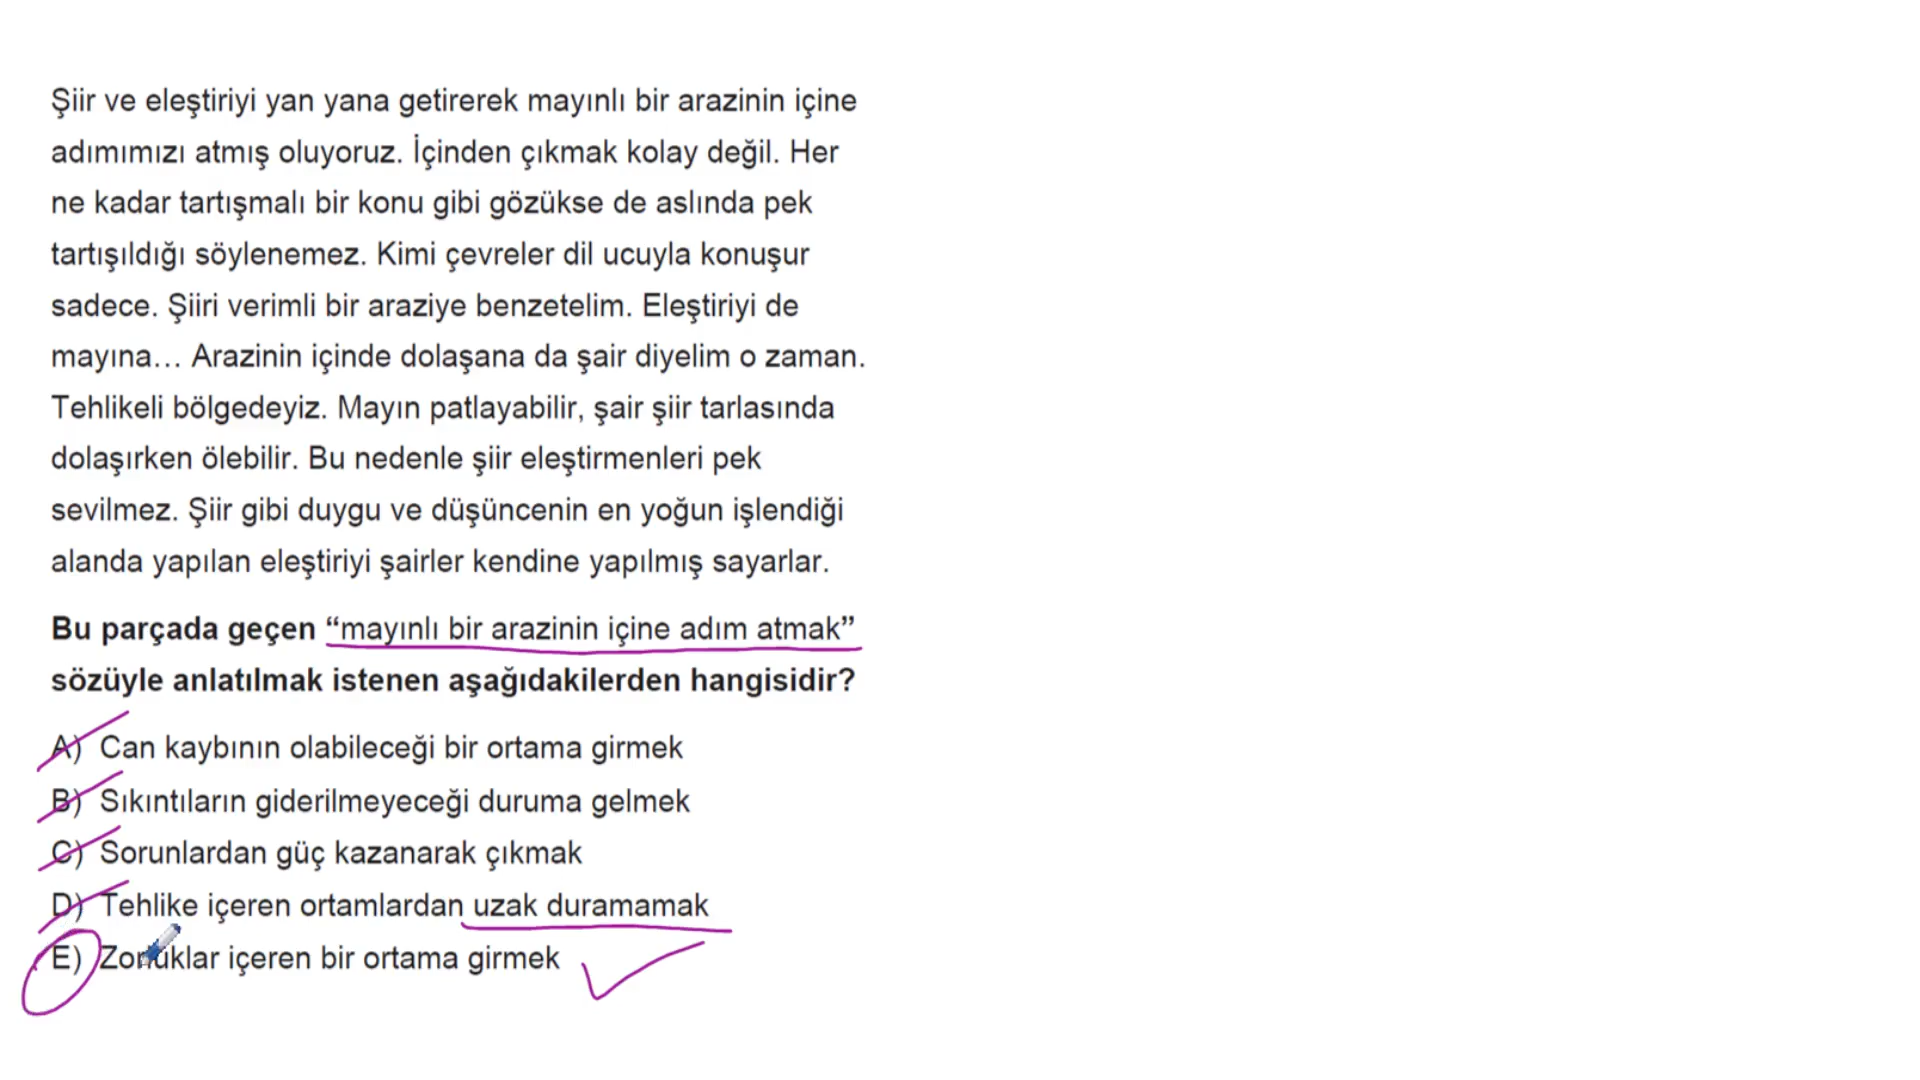 Şiir ve eleştiriyi yan yana getirerek mayınlı bir arazinin içine
adımımızı atmış oluyoruz. İçinden çıkmak kolay değil. Her
ne kadar tartışmalı bir konu gibi gözükse de aslında pek
tartışıldığı söylenemez. Kimi çevreler dil ucuyla konuşur
sadece. Şiiri verimli bir araziye benzetelim. Eleştiriyi de
mayına… Arazinin içinde dolaşana da şair diyelim o zaman.
Tehlikeli bölgedeyiz. Mayın patlayabilir, şair şiir tarlasında
dolaşırken ölebilir. Bu nedenle şiir eleştirmenleri pek
sevilmez. Şiir gibi duygu ve düşüncenin en yoğun işlendiği
alanda yapılan eleştiriyi şairler kendine yapılmış sayarlar.
Bu parçada geçen “mayınlı bir arazinin içine adım atmak”
sözüyle anlatılmak istenen aşağıdakilerden hangisidir?
A) Can kaybının olabileceği bir ortama girmek
B) Sıkıntıların giderilmeyeceği duruma gelmek
C) Sorunlardan güç kazanarak çıkmak
D) Tehlike içeren ortamlardan uzak duramamak
E) Zorluklar içeren bir ortama girmek